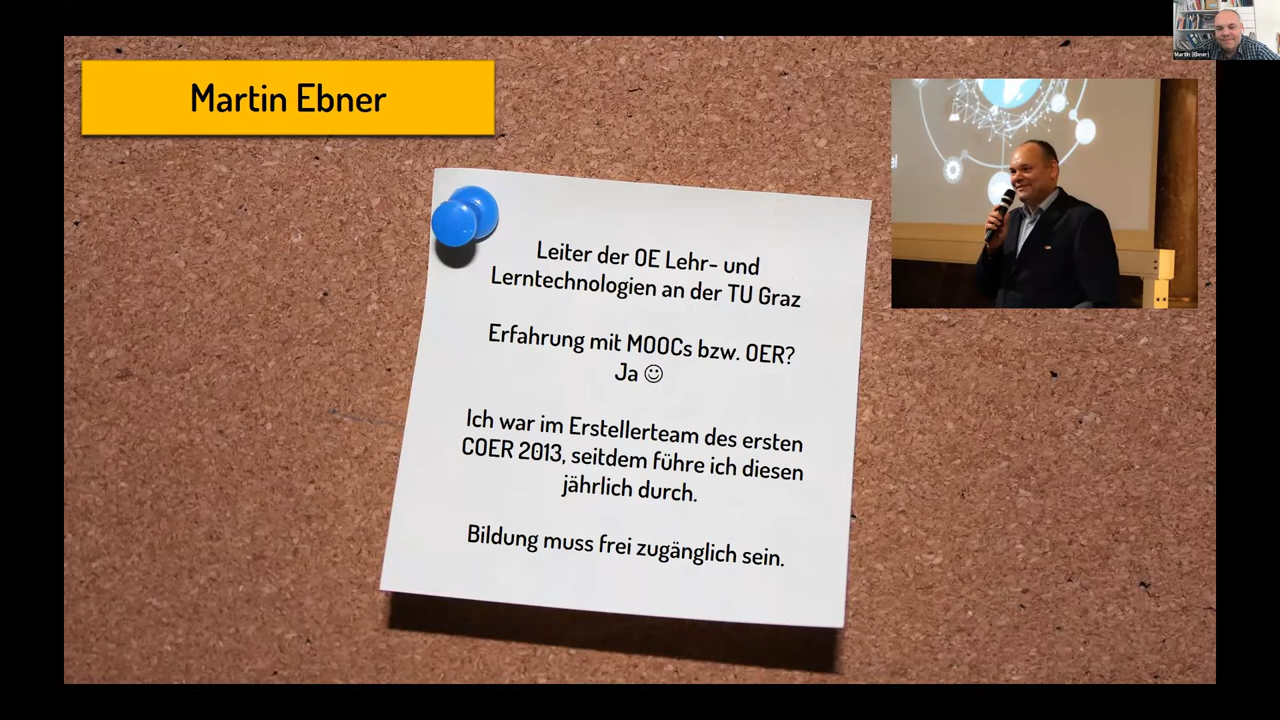 Martin Ebner
Leiter der OE Lehr- und
Lerntechnologien an der TU Graz
Erfahrung mit MOOCs bzw. OER?
Ja ☺
Ich war im Erstellerteam des ersten
COER 2013, seitdem führe ich diesen
jährlich durch.
Bildung muss frei zugänglich sein.